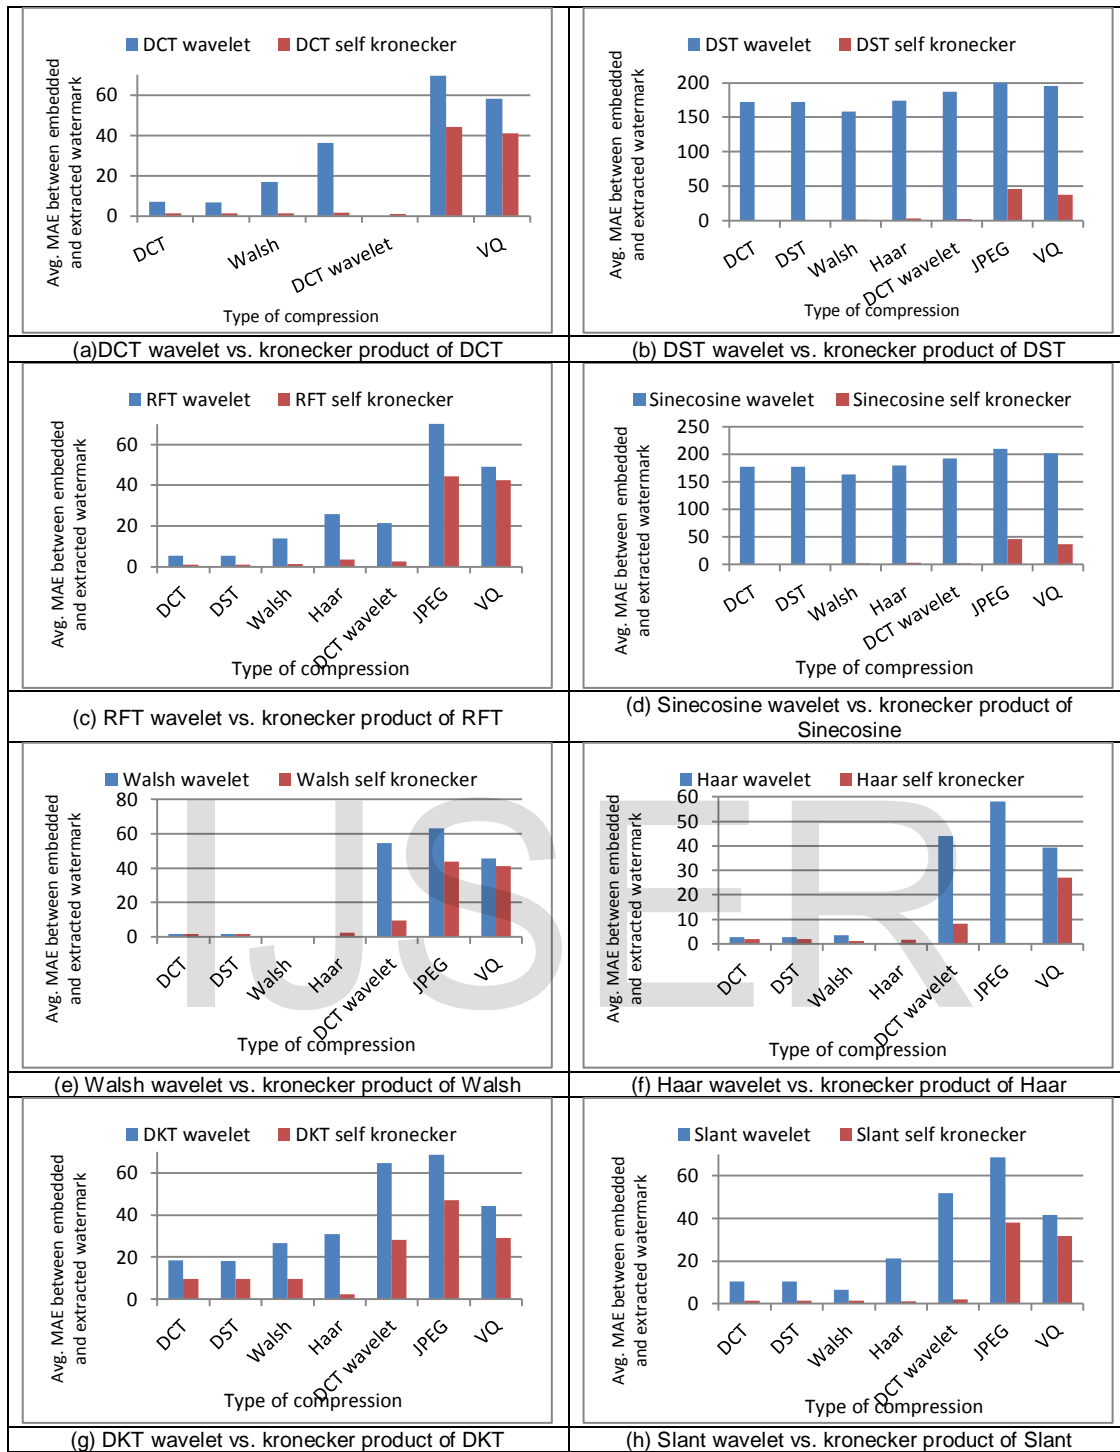 DCT wavelet DCT self kronecker
Avg. MAE between embedded
and extracted watermark
60
40
20
0
DCT
Walsh
DCT wavelet
VQ
Type of compression
DST wavelet DST self kronecker
Avg. MAE between embedded
and extracted watermark
200
150
100
50
0
DCT
DST
Walsh
Haar
DCT wavelet
JPEG
VQ
Type of compression
(a)DCT wavelet vs. kronecker product of DCT
(b) DST wavelet vs. kronecker product of DST
RFT wavelet RFT self kronecker
Avg. MAE between embedded
and extracted watermark
60
40
20
0
DCT
DST
Walsh
Haar
DCT wavelet
JPEG
VQ
Type of compression
Sinecosine wavelet Sinecosine self kronecker
Avg. MAE between embedded
and extracted watermark
250
200
150
100
50
0
DCT
DST
Walsh
Haar
DCT wavelet
JPEG
VQ
Type of compression
(c) RFT wavelet vs. kronecker product of RFT
(d) Sinecosine wavelet vs. kronecker product of
Sinecosine
Walsh wavelet Walsh self kronecker
Avg. MAE between embedded
and extracted watermark
80
60
40
20
0
DCT
DST
Walsh
Haar
DCT wavelet
JPEG
VQ
Type of compression
Haar wavelet Haar self kronecker
Avg. MAE between embedded
and extracted watermark
60
50
40
30
20
10
0
DCT
DST
Walsh
Haar
DCT wavelet
JPEG
VQ
Type of compression
IJSER
(e) Walsh wavelet vs. kronecker product of Walsh
(f) Haar wavelet vs. kronecker product of Haar
DKT wavelet DKT self kronecker
Avg. MAE between embedded
and extracted watermark
60
40
20
0
DCT
DST
Walsh
Haar
DCT wavelet
JPEG
VQ
Type of compression
Slant wavelet Slant self kronecker
Avg. MAE between embedded
and extracted watermark
60
40
20
0
DCT
DST
Walsh
Haar
DCT wavelet
JPEG
VQ
Type of compression
(g) DKT wavelet vs. kronecker product of DKT
(h) Slant wavelet vs. kronecker product of Slant